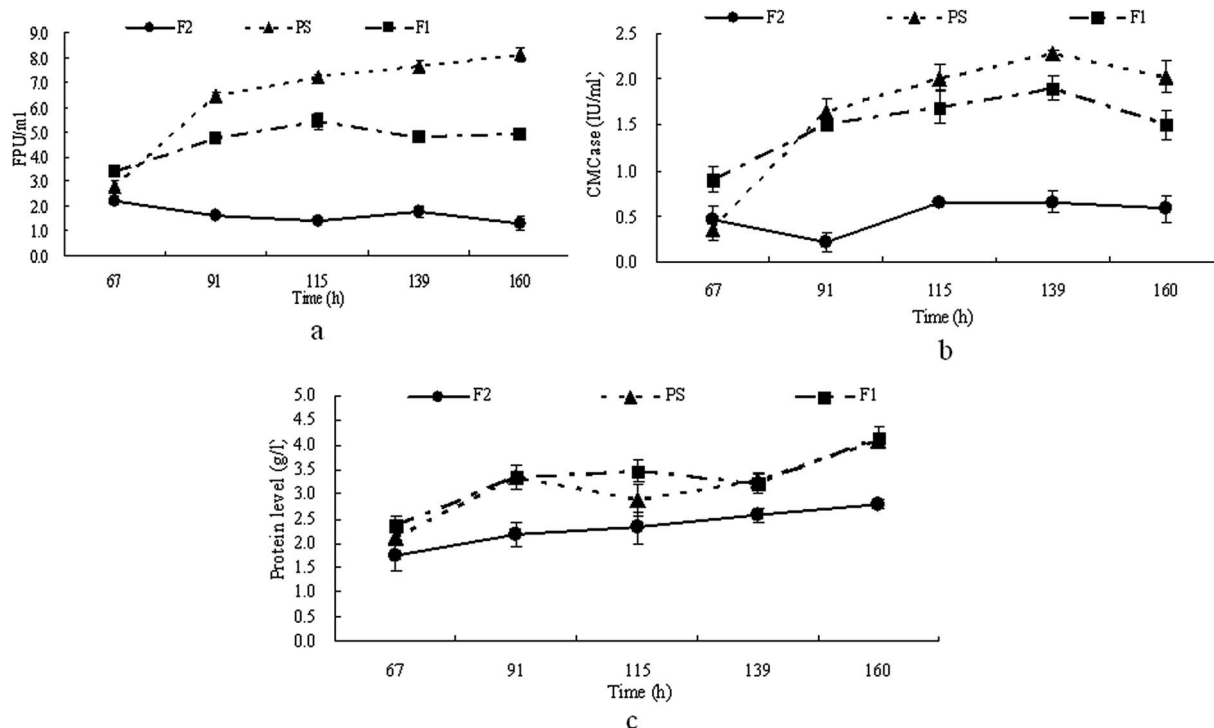 F2 PS F1
FPU/ml
9.0
8.0
7.0
6.0
5.0
4.0
3.0
2.0
1.0
0.0
67 91 115 139 160
Time (h)
a
F2 PS F1
CMCase (IU/ml)
2.5
2.0
1.5
1.0
0.5
0.0
67 91 115 139 160
Time (h)
b
F2 PS F1
Protein level (g/l)
5.0
4.5
4.0
3.5
3.0
2.5
2.0
1.5
1.0
0.5
0.0
67 91 115 139 160
Time (h)
c